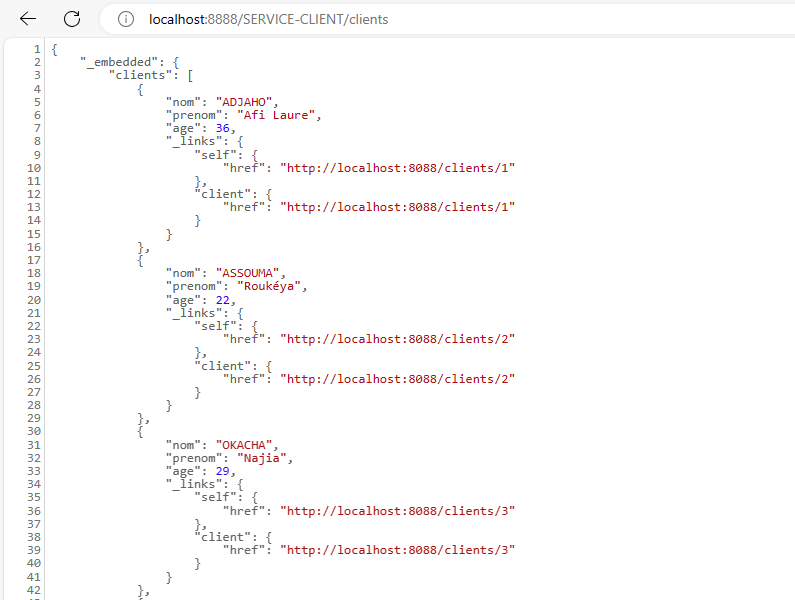 localhost:8888/SERVICE-CLIENT/clients
1 {
2     "_embedded": {
3         "clients": [
4             {
5                 "nom": "ADJAHO",
6                 "prenom": "Afi Laure",
7                 "age": 36,
8                 "_links": {
9                     "self": {
10                         "href": "http://localhost:8088/clients/1"
11                     },
12                     "client": {
13                         "href": "http://localhost:8088/clients/1"
14                     }
15                 }
16             },
17             {
18                 "nom": "ASSOUMA",
19                 "prenom": "Roukéya",
20                 "age": 22,
21                 "_links": {
22                     "self": {
23                         "href": "http://localhost:8088/clients/2"
24                     },
25                     "client": {
26                         "href": "http://localhost:8088/clients/2"
27                     }
28                 }
29             },
30             {
31                 "nom": "OKACHA",
32                 "prenom": "Najia",
33                 "age": 29,
34                 "_links": {
35                     "self": {
36                         "href": "http://localhost:8088/clients/3"
37                     },
38                     "client": {
39                         "href": "http://localhost:8088/clients/3"
40                     }
41                 }
42             },